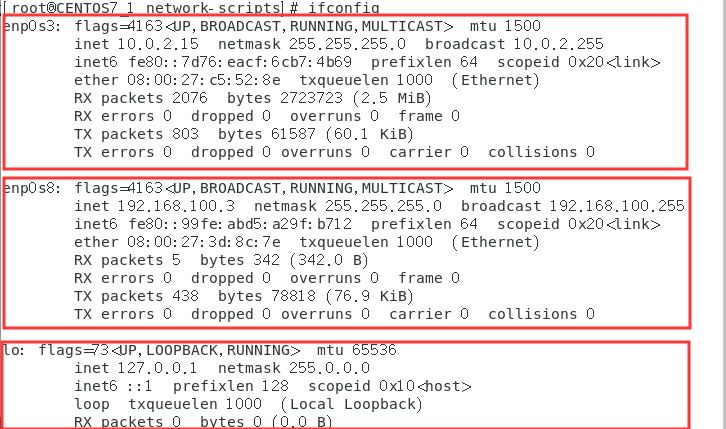 [root@CENTOS7_1 network-scripts]# ifconfig
enp0s3: flags=4163<UP,BROADCAST,RUNNING,MULTICAST>  mtu 1500
inet 10.0.2.15  netmask 255.255.255.0  broadcast 10.0.2.255
inet6 fe80::7d76:eacf:6cb7:4b69  prefixlen 64  scopeid 0x20<link>
ether 08:00:27:c5:52:8e  txqueuelen 1000  (Ethernet)
RX packets 2076  bytes 2723723 (2.5 MiB)
RX errors 0  dropped 0  overruns 0  frame 0
TX packets 803  bytes 61587 (60.1 KiB)
TX errors 0  dropped 0 overruns 0  carrier 0  collisions 0
enp0s8: flags=4163<UP,BROADCAST,RUNNING,MULTICAST>  mtu 1500
inet 192.168.100.3  netmask 255.255.255.0  broadcast 192.168.100.255
inet6 fe80::99fe:abd5:a29f:b712  prefixlen 64  scopeid 0x20<link>
ether 08:00:27:3d:8c:7e  txqueuelen 1000  (Ethernet)
RX packets 5  bytes 342 (342.0 B)
RX errors 0  dropped 0  overruns 0  frame 0
TX packets 438  bytes 78818 (76.9 KiB)
TX errors 0  dropped 0 overruns 0  carrier 0  collisions 0
lo: flags=73<UP,LOOPBACK,RUNNING>  mtu 65536
inet 127.0.0.1  netmask 255.0.0.0
inet6 ::1  prefixlen 128  scopeid 0x10<host>
loop  txqueuelen 1000  (Local Loopback)
RX packets 0  bytes 0 (0.0 B)